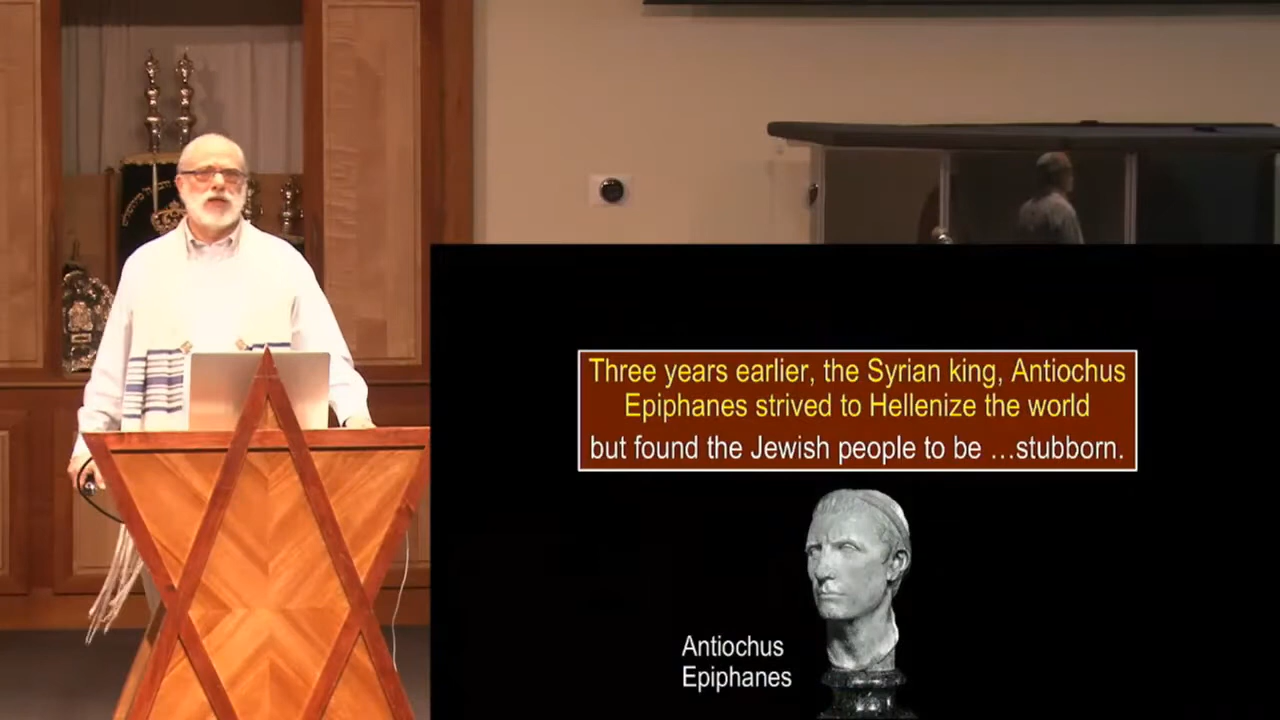 Three years earlier, the Syrian king, Antiochus
Epiphanes strived to Hellenize the world
but found the Jewish people to be ...stubborn.
Antiochus
Epiphanes